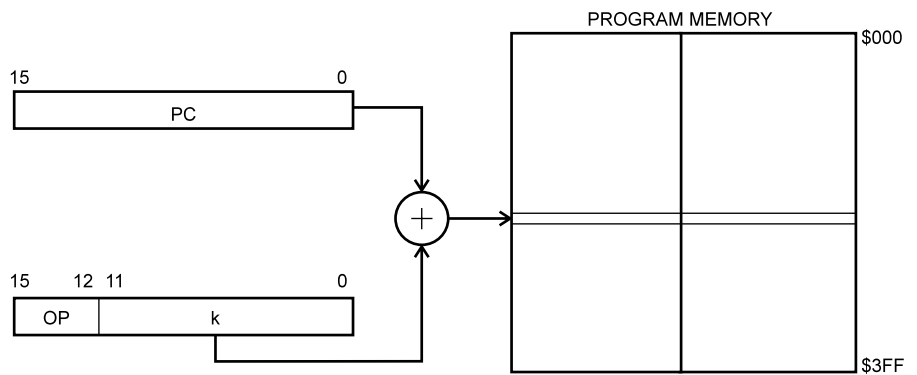 PROGRAM MEMORY
$000
15 0
PC
+
15 12 11 0
OP k
$3FF